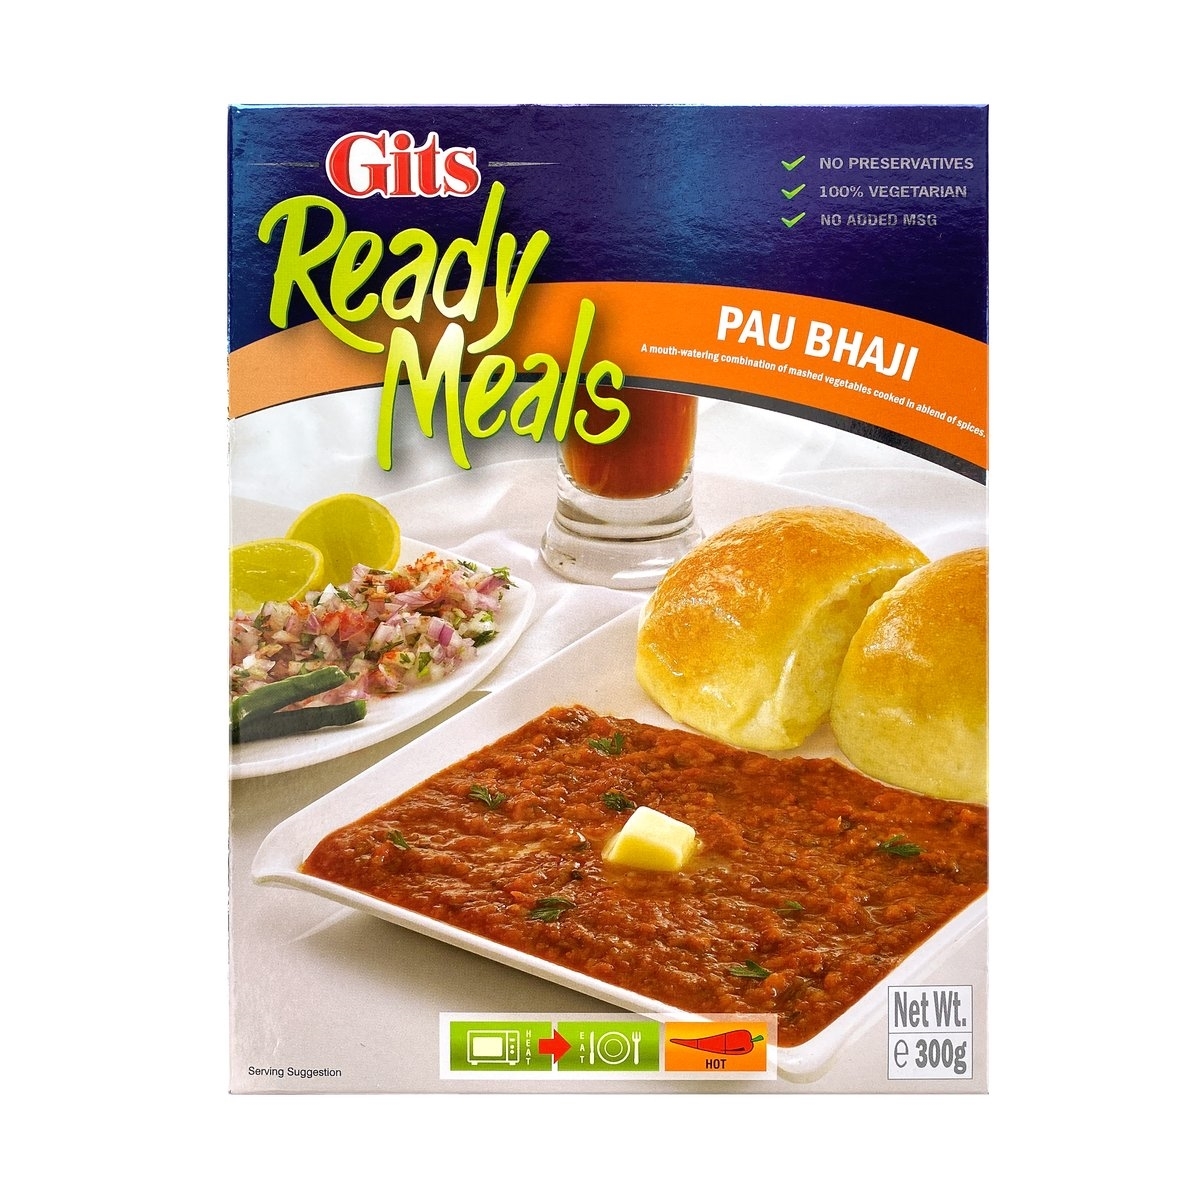 Gits
Ready
Meals
NO PRESERVATIVES
100% VEGETARIAN
NO ADDED MSG
PAU BHAJI
A mouth-watering combination of mashed vegetables cooked in ablend of spices.
HEAT
EAT
HOT
Net Wt.
e 300g
Serving Suggestion